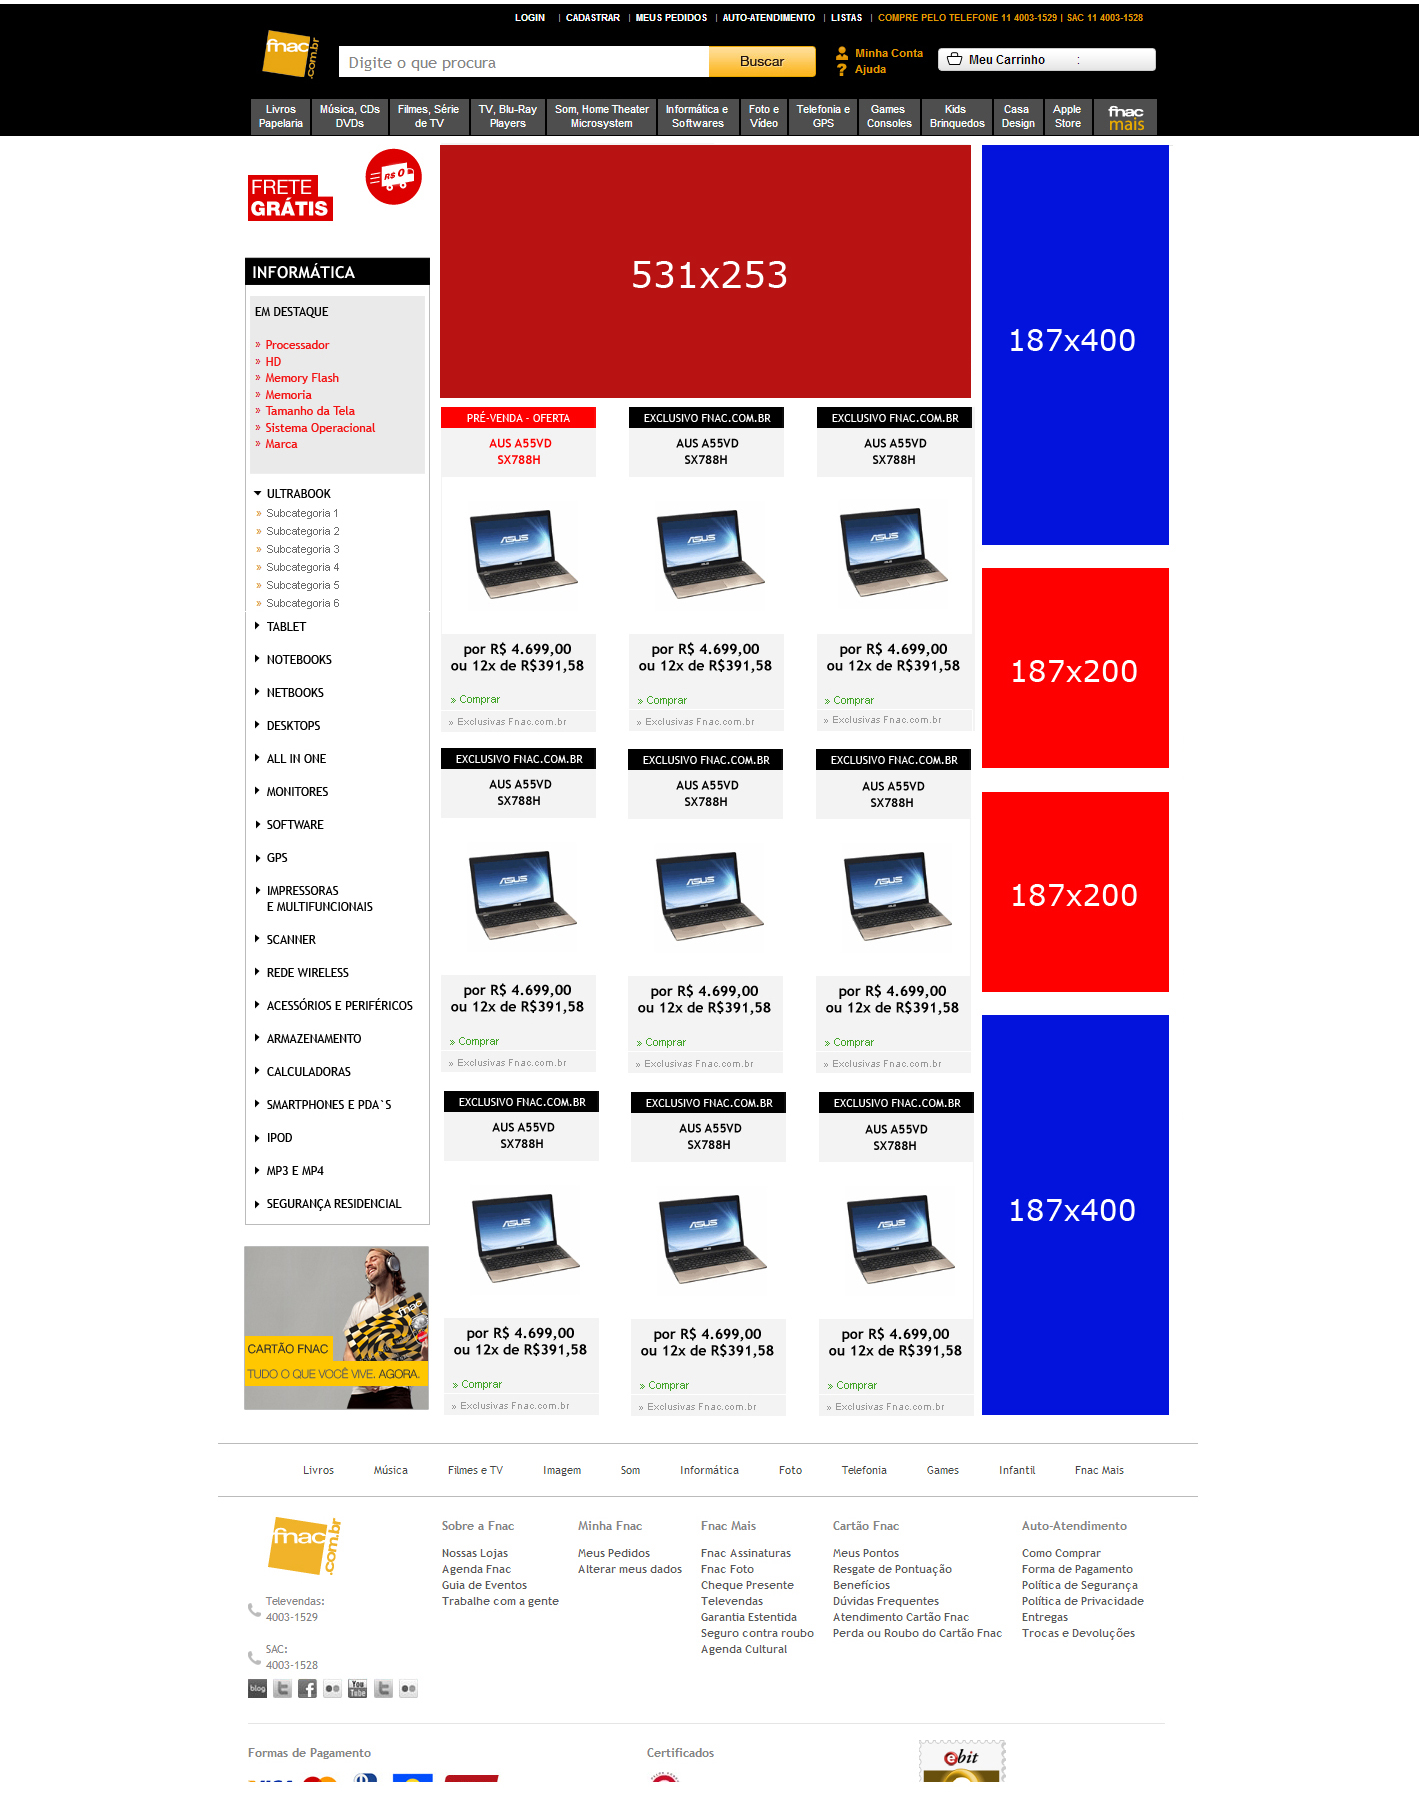 LOGIN | CADASTRAR | MEUS PEDIDOS | AUTO-ATENDIMENTO | LISTAS | COMPRE PELO TELEFONE 11 4003-1529 | SAC 11 4003-1528
fnac.com.br
Digite o que procura
Buscar
Minha Conta
Ajuda
Meu Carrinho :
Livros Papelaria
Música, CDs DVDs
Filmes, Série de TV
TV, Blu-Ray Players
Som, Home Theater Microsystem
Informática e Softwares
Foto e Vídeo
Telefonia e GPS
Games Consoles
Kids Brinquedos
Casa Design
Apple Store
fnac mais
FRETE
GRÁTIS
R$ 0
INFORMÁTICA
EM DESTAQUE
» Processador
» HD
» Memory Flash
» Memoria
» Tamanho da Tela
» Sistema Operacional
» Marca
ULTRABOOK
» Subcategoria 1
» Subcategoria 2
» Subcategoria 3
» Subcategoria 4
» Subcategoria 5
» Subcategoria 6
TABLET
NOTEBOOKS
NETBOOKS
DESKTOPS
ALL IN ONE
MONITORES
SOFTWARE
GPS
IMPRESSORAS
E MULTIFUNCIONAIS
SCANNER
REDE WIRELESS
ACESSÓRIOS E PERIFÉRICOS
ARMAZENAMENTO
CALCULADORAS
SMARTPHONES E PDA`S
IPOD
MP3 E MP4
SEGURANÇA RESIDENCIAL
fnac
CARTÃO FNAC
TUDO O QUE VOCÊ VIVE. AGORA.
531x253
187x400
187x200
187x200
187x400
PRÉ-VENDA - OFERTA
AUS A55VD
SX788H
ASUS
por R$ 4.699,00
ou 12x de R$391,58
» Comprar
» Exclusivas Fnac.com.br
EXCLUSIVO FNAC.COM.BR
AUS A55VD
SX788H
ASUS
por R$ 4.699,00
ou 12x de R$391,58
» Comprar
» Exclusivas Fnac.com.br
EXCLUSIVO FNAC.COM.BR
AUS A55VD
SX788H
ASUS
por R$ 4.699,00
ou 12x de R$391,58
» Comprar
» Exclusivas Fnac.com.br
EXCLUSIVO FNAC.COM.BR
AUS A55VD
SX788H
ASUS
por R$ 4.699,00
ou 12x de R$391,58
» Comprar
» Exclusivas Fnac.com.br
EXCLUSIVO FNAC.COM.BR
AUS A55VD
SX788H
ASUS
por R$ 4.699,00
ou 12x de R$391,58
» Comprar
» Exclusivas Fnac.com.br
EXCLUSIVO FNAC.COM.BR
AUS A55VD
SX788H
ASUS
por R$ 4.699,00
ou 12x de R$391,58
» Comprar
» Exclusivas Fnac.com.br
EXCLUSIVO FNAC.COM.BR
AUS A55VD
SX788H
ASUS
por R$ 4.699,00
ou 12x de R$391,58
» Comprar
» Exclusivas Fnac.com.br
EXCLUSIVO FNAC.COM.BR
AUS A55VD
SX788H
ASUS
por R$ 4.699,00
ou 12x de R$391,58
» Comprar
» Exclusivas Fnac.com.br
EXCLUSIVO FNAC.COM.BR
AUS A55VD
SX788H
ASUS
por R$ 4.699,00
ou 12x de R$391,58
» Comprar
» Exclusivas Fnac.com.br
Livros Música Filmes e TV Imagem Som Informática Foto Telefonia Games Infantil Fnac Mais
fnac.com.br
Televendas:
4003-1529
SAC:
4003-1528
blog
You Tube
Sobre a Fnac
Nossas Lojas
Agenda Fnac
Guia de Eventos
Trabalhe com a gente
Minha Fnac
Meus Pedidos
Alterar meus dados
Fnac Mais
Fnac Assinaturas
Fnac Foto
Cheque Presente
Televendas
Garantia Estentida
Seguro contra roubo
Agenda Cultural
Cartão Fnac
Meus Pontos
Resgate de Pontuação
Benefícios
Dúvidas Frequentes
Atendimento Cartão Fnac
Perda ou Roubo do Cartão Fnac
Auto-Atendimento
Como Comprar
Forma de Pagamento
Política de Segurança
Política de Privacidade
Entregas
Trocas e Devoluções
Formas de Pagamento
Certificados
ebit